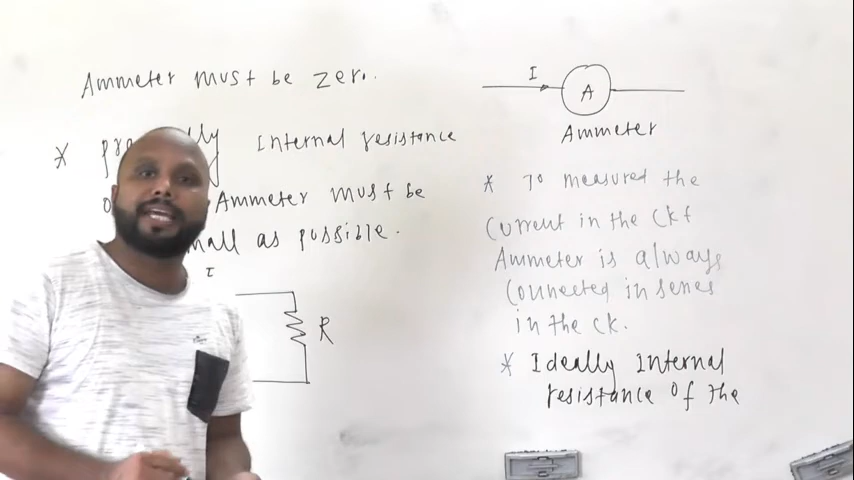 Ammeter must be zero.
* Internal resistance
Ammeter must be
as possible.
I
R
I
A
Ammeter
* To measured the
Current in the Ckt
Ammeter is always
Connected in series
in the ck.
* Ideally Internal
resistance of the